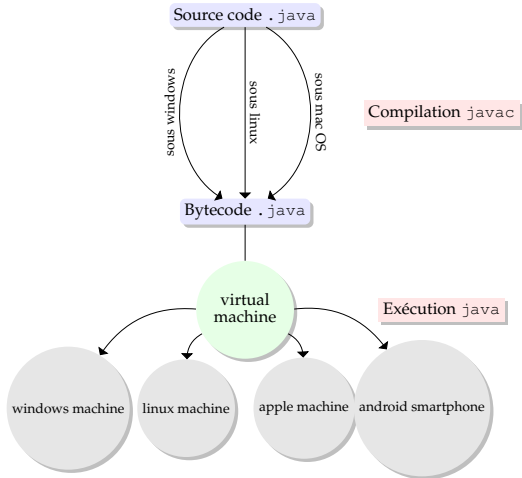 Source code .java
sous windows
sous linux
sous mac OS
Compilation javac
Bytecode .java
virtual
machine
Exécution java
windows machine
linux machine
apple machine
android smartphone